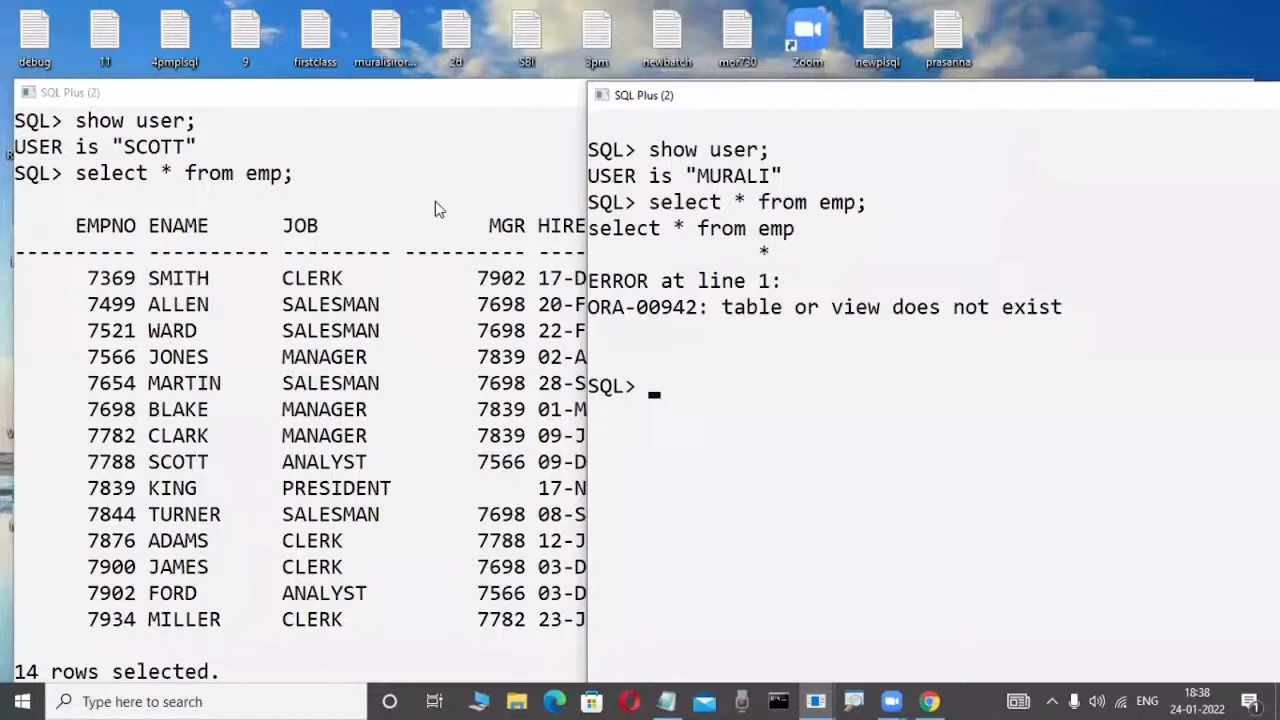 debug
11
4pmplsql
9
firstclass
muralisiror...
2d
SBI
3pm
newbatch
mor730
Zoom
newplsql
prasanna
SQL Plus (2)
SQL> show user;
USER is "SCOTT"
SQL> select * from emp;
EMPNO ENAME JOB MGR HIRE
---------- ---------- --------- ---------- ----
7369 SMITH CLERK 7902 17-D
7499 ALLEN SALESMAN 7698 20-F
7521 WARD SALESMAN 7698 22-F
7566 JONES MANAGER 7839 02-A
7654 MARTIN SALESMAN 7698 28-S
7698 BLAKE MANAGER 7839 01-M
7782 CLARK MANAGER 7839 09-J
7788 SCOTT ANALYST 7566 09-D
7839 KING PRESIDENT 17-N
7844 TURNER SALESMAN 7698 08-S
7876 ADAMS CLERK 7788 12-J
7900 JAMES CLERK 7698 03-D
7902 FORD ANALYST 7566 03-D
7934 MILLER CLERK 7782 23-J
14 rows selected.
SQL Plus (2)
SQL> show user;
USER is "MURALI"
SQL> select * from emp;
select * from emp
*
ERROR at line 1:
ORA-00942: table or view does not exist
SQL>
Type here to search
ENG
18:38
24-01-2022
1